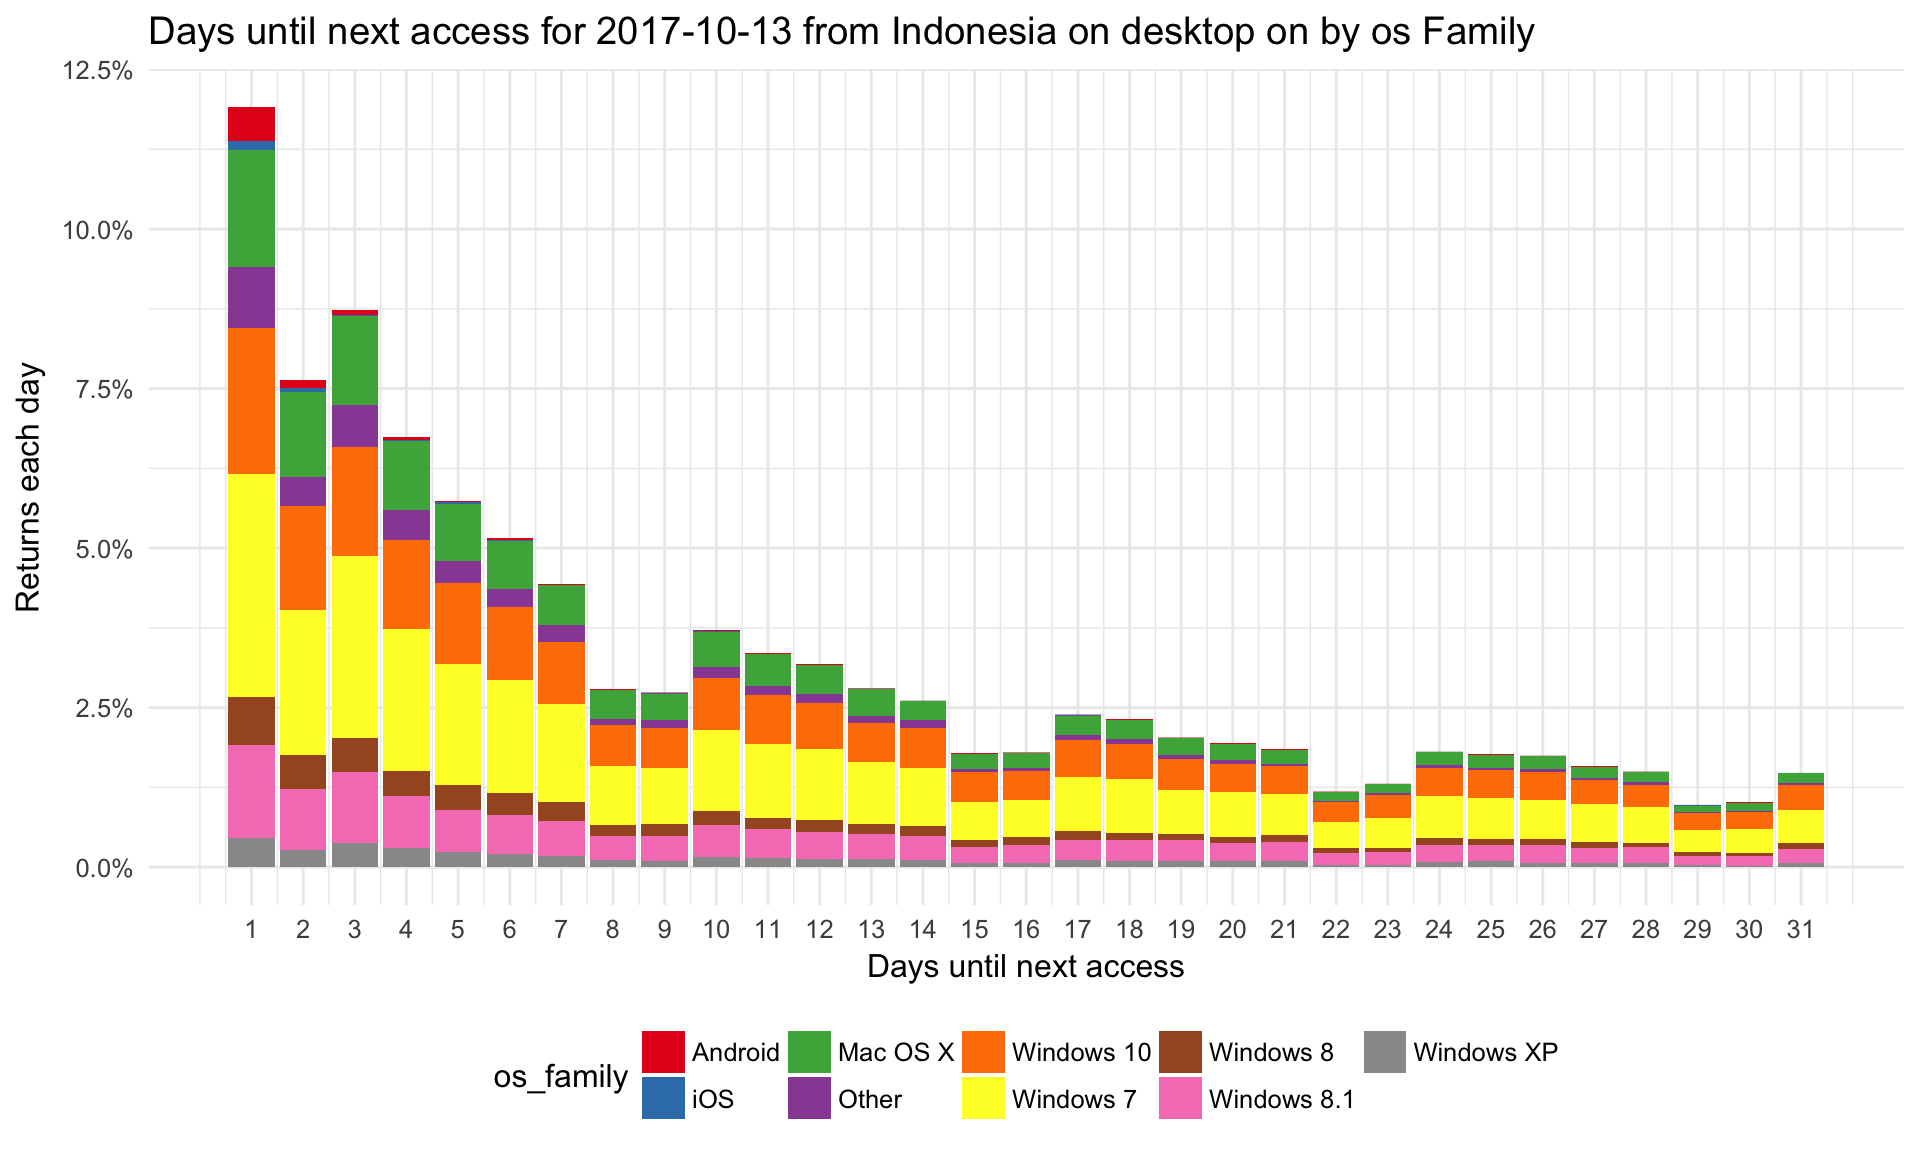 Days until next access for 2017-10-13 from Indonesia on desktop on by os Family
12.5%
10.0%
7.5%
5.0%
2.5%
0.0%
Returns each day
1 2 3 4 5 6 7 8 9 10 11 12 13 14 15 16 17 18 19 20 21 22 23 24 25 26 27 28 29 30 31
Days until next access
os_family
Android Mac OS X Windows 10 Windows 8 Windows XP
iOS Other Windows 7 Windows 8.1